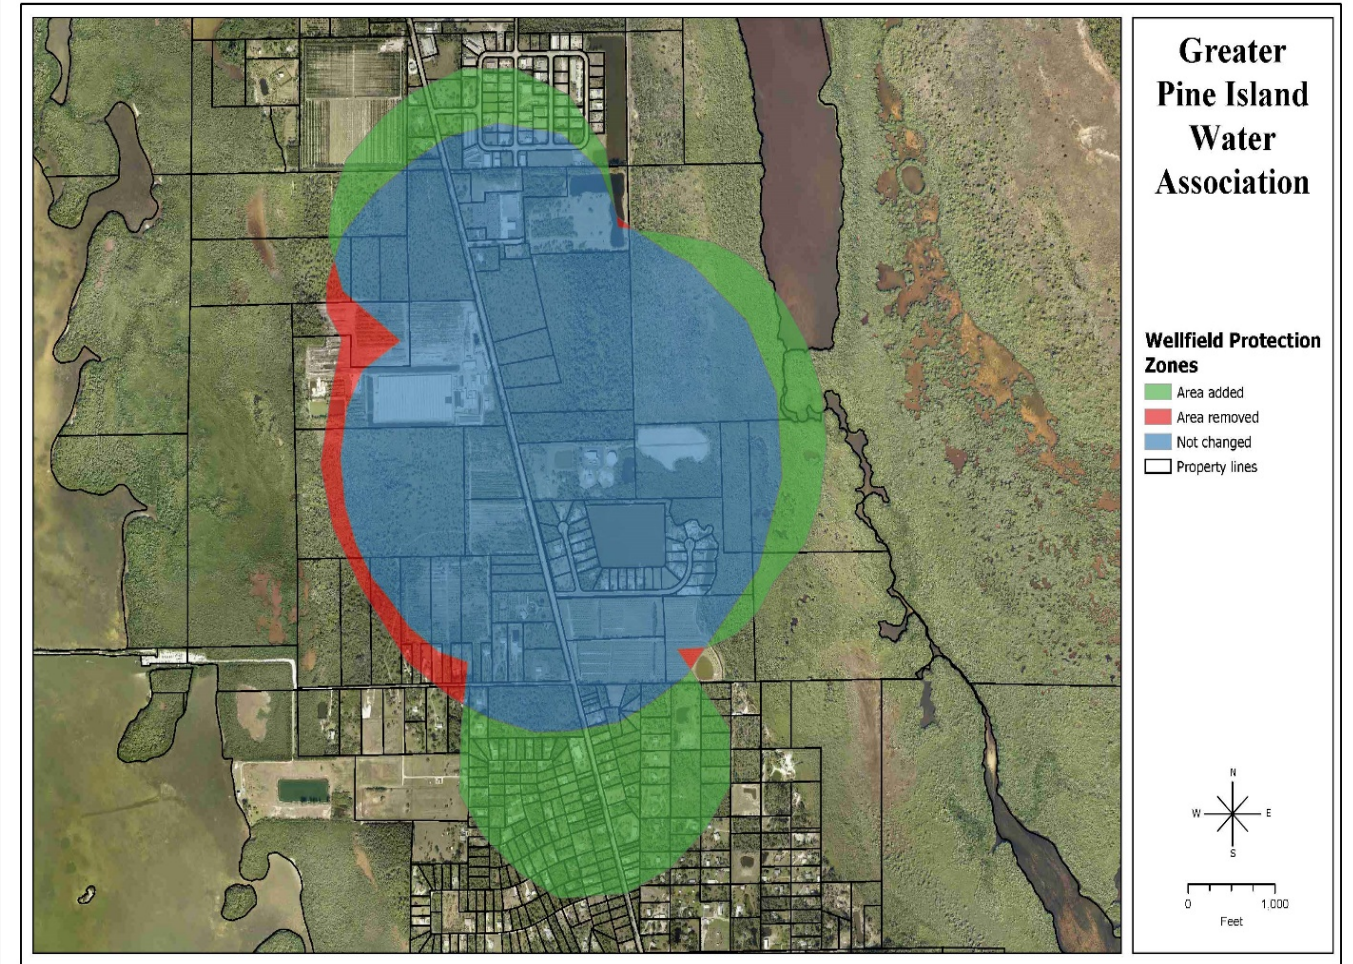 Greater
Pine Island
Water
Association
Wellfield Protection
Zones
Area added
Area removed
Not changed
Property lines
N
W E
S
0 1,000
Feet